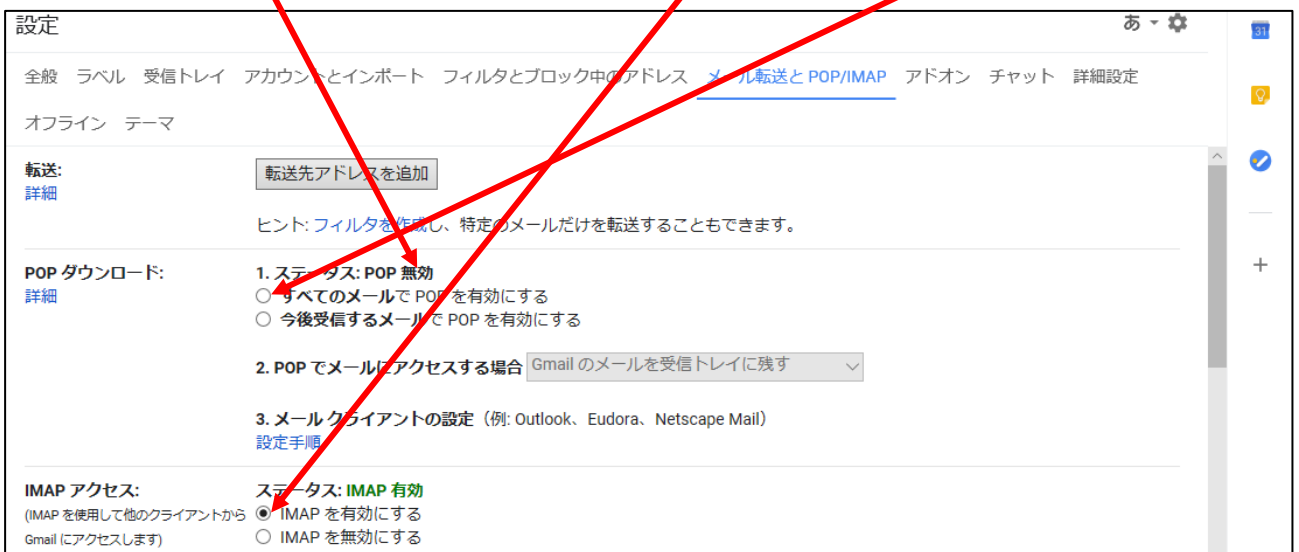 設定
あ
31
全般 ラベル 受信トレイ アカウントとインポート フィルタとブロック中のアドレス メール転送と POP/IMAP アドオン チャット 詳細設定
オフライン テーマ
転送:
転送先アドレスを追加
詳細
ヒント: フィルタを作成し、特定のメールだけを転送することもできます。
POP ダウンロード:
1. ステータス: POP 無効
詳細
すべてのメールで POP を有効にする
今後受信するメールで POP を有効にする
2. POP でメールにアクセスする場合 Gmail のメールを受信トレイに残す
3. メール クライアントの設定（例: Outlook、Eudora、Netscape Mail）
設定手順
IMAP アクセス:
ステータス: IMAP 有効
(IMAP を使用して他のクライアントから
Gmail にアクセスします)
IMAP を有効にする
IMAP を無効にする